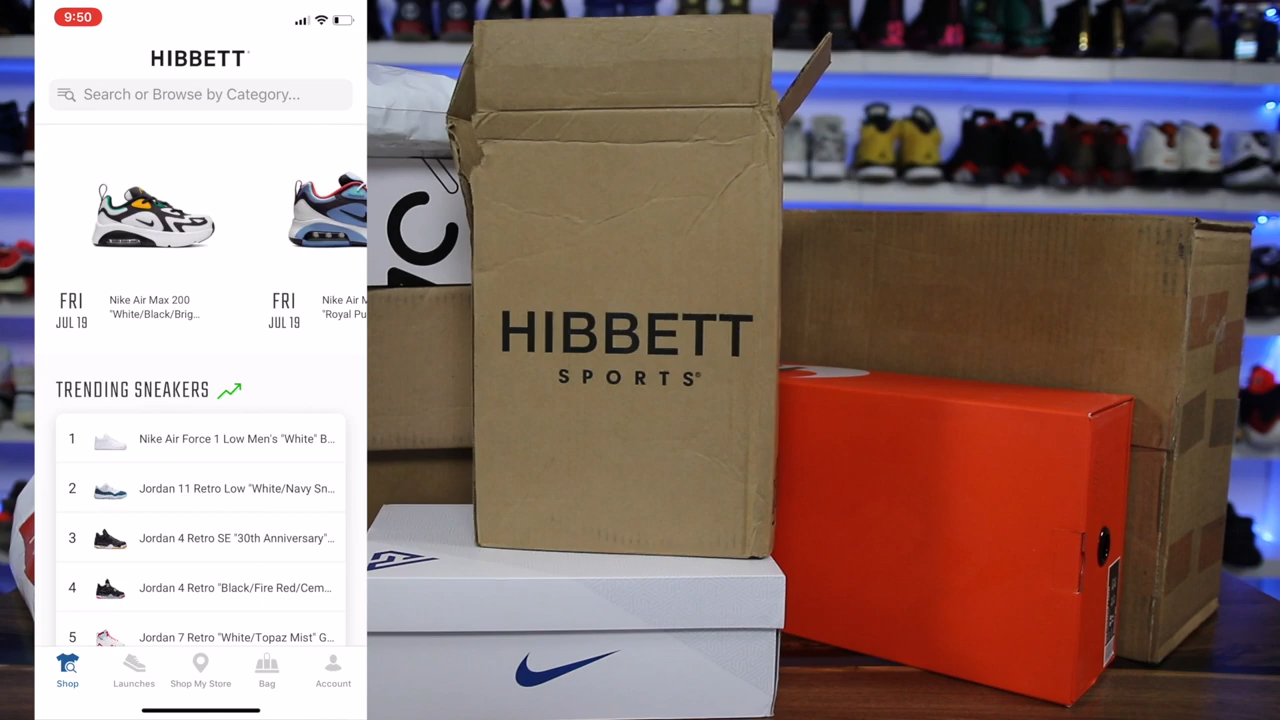 9:50
HIBBETT
Search or Browse by Category...
FRI
JUL 19
Nike Air Max 200
"White/Black/Brig...
FRI
JUL 19
Nike Air M
"Royal Pu
TRENDING SNEAKERS
1 Nike Air Force 1 Low Men's "White" B...
2 Jordan 11 Retro Low "White/Navy Sn...
3 Jordan 4 Retro SE "30th Anniversary"...
4 Jordan 4 Retro "Black/Fire Red/Cem...
5 Jordan 7 Retro "White/Topaz Mist" G...
Shop
Launches
Shop My Store
Bag
Account
HIBBETT
SPORTS